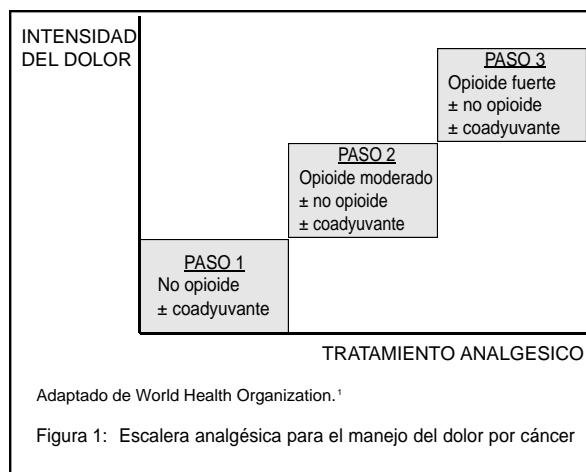 INTENSIDAD
DEL DOLOR
PASO 3
Opioide fuerte
± no opioide
± coadyuvante
PASO 2
Opioide moderado
± no opioide
± coadyuvante
PASO 1
No opioide
± coadyuvante
TRATAMIENTO ANALGESICO
Adaptado de World Health Organization.¹
Figura 1: Escalera analgésica para el manejo del dolor por cáncer